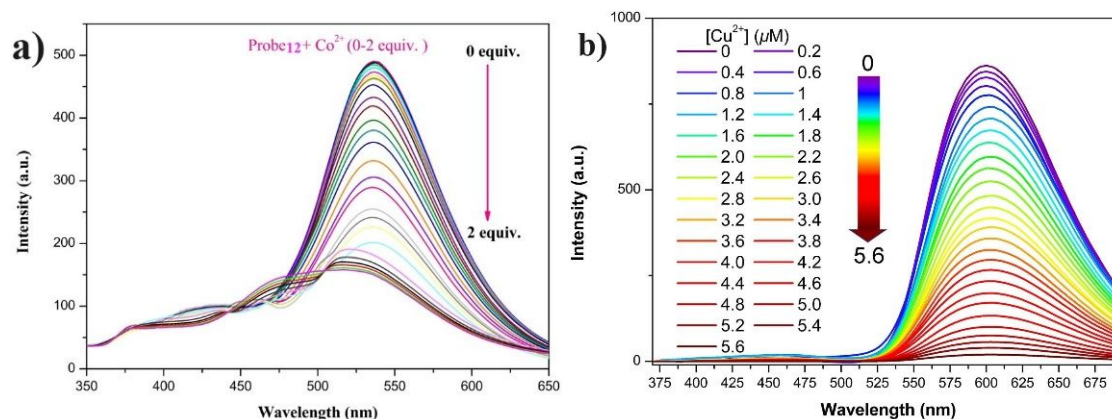 a)
Probe12+ Co²⁺ (0-2 equiv. )
0 equiv.
2 equiv.
Intensity (a.u.)
500
400
300
200
100
0
350 400 450 500 550 600 650
Wavelength (nm)
b)
[Cu²⁺] (μM)
0 0.2
0.4 0.6
0.8 1
1.2 1.4
1.6 1.8
2.0 2.2
2.4 2.6
2.8 3.0
3.2 3.4
3.6 3.8
4.0 4.2
4.4 4.6
4.8 5.0
5.2 5.4
5.6
0
5.6
Intensity (a.u.)
1000
500
0
375 400 425 450 475 500 525 550 575 600 625 650 675
Wavelength (nm)